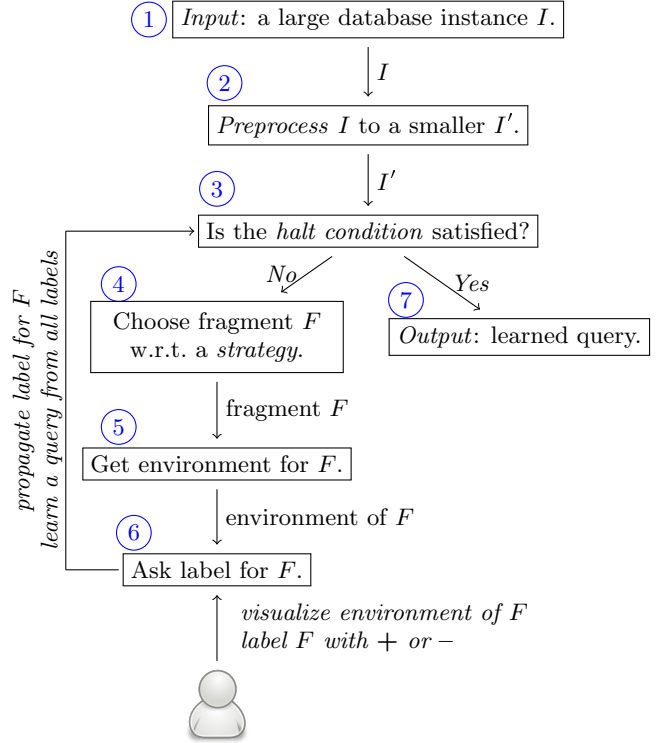 1 Input: a large database instance I.
I
2
Preprocess I to a smaller I′.
I′
3
Is the halt condition satisfied?
No
Yes
4
Choose fragment F
w.r.t. a strategy.
7
Output: learned query.
fragment F
5
Get environment for F.
environment of F
6
Ask label for F.
visualize environment of F
label F with + or −
propagate label for F
learn a query from all labels